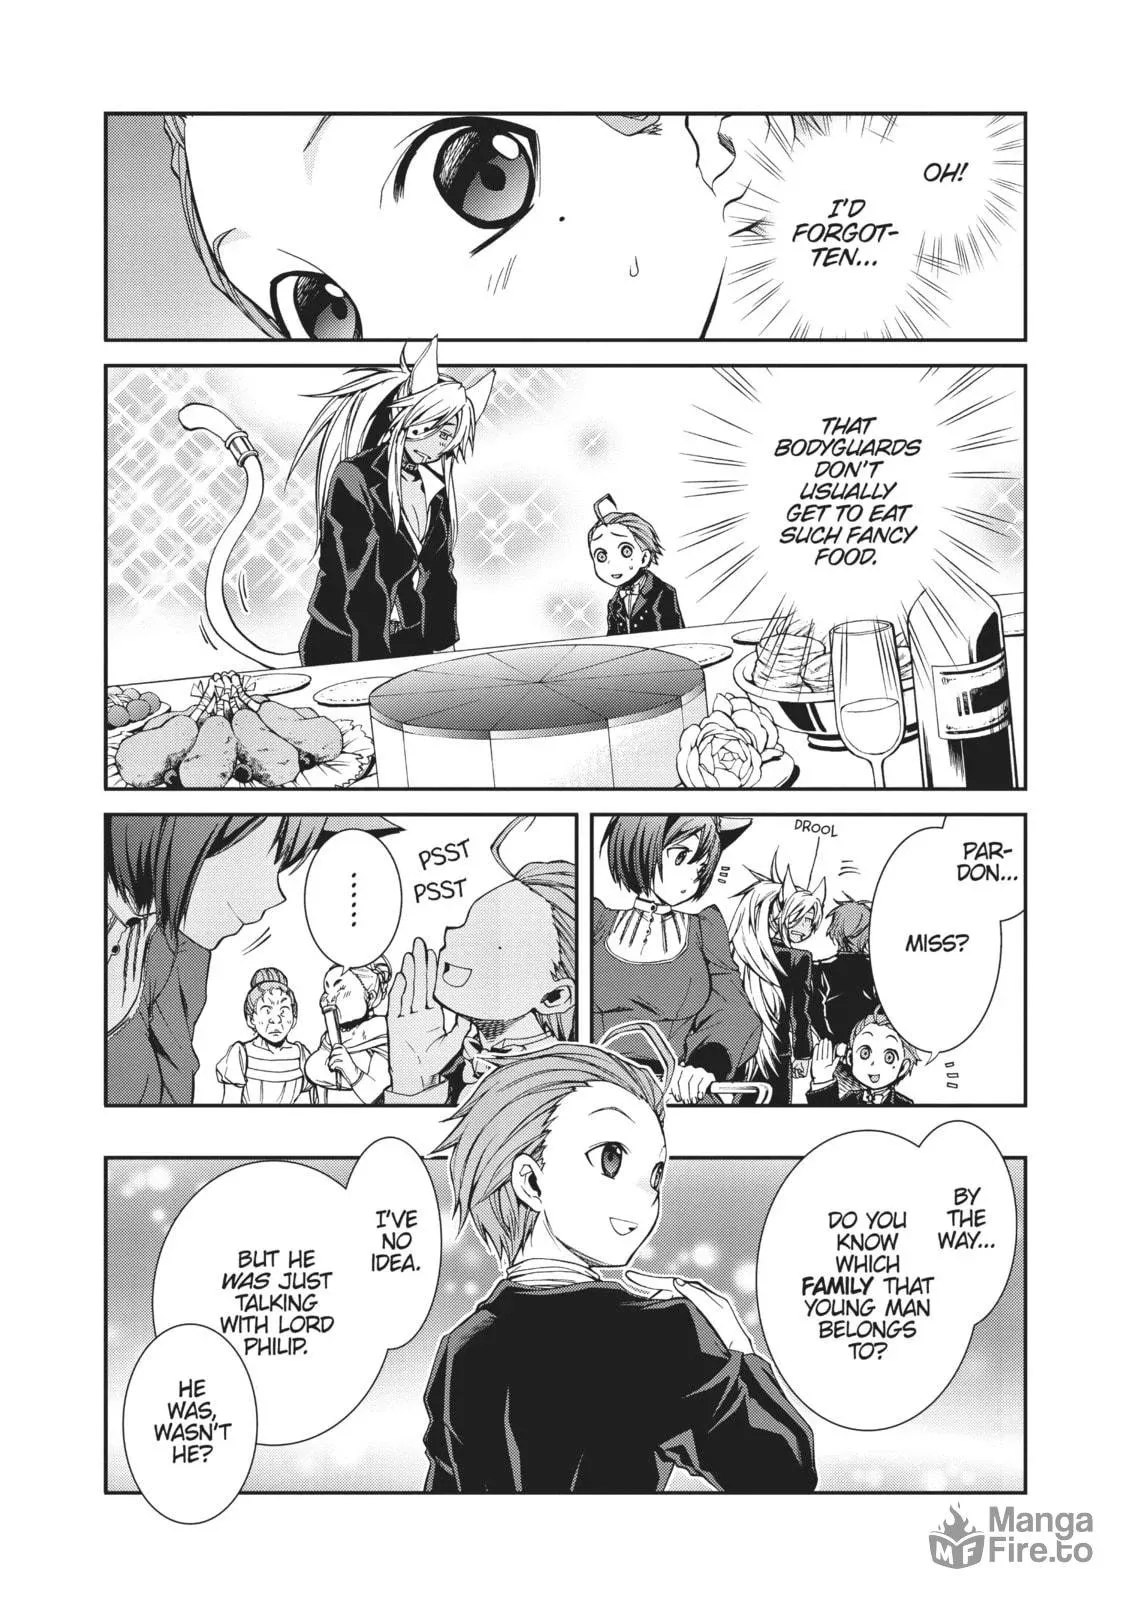 OH!
I'D
FORGOT-
TEN...
THAT
BODYGUARDS
DON'T
USUALLY
GET TO EAT
SUCH FANCY
FOOD.
DROOL
PAR-
DON...
MISS?
PSST
PSST
......
BY
THE
WAY...
DO YOU
KNOW
WHICH
FAMILY THAT
YOUNG MAN
BELONGS
TO?
I'VE
NO
IDEA.
BUT HE
WAS JUST
TALKING
WITH LORD
PHILIP.
HE
WAS,
WASN'T
HE?
Manga
Fire.to
MF